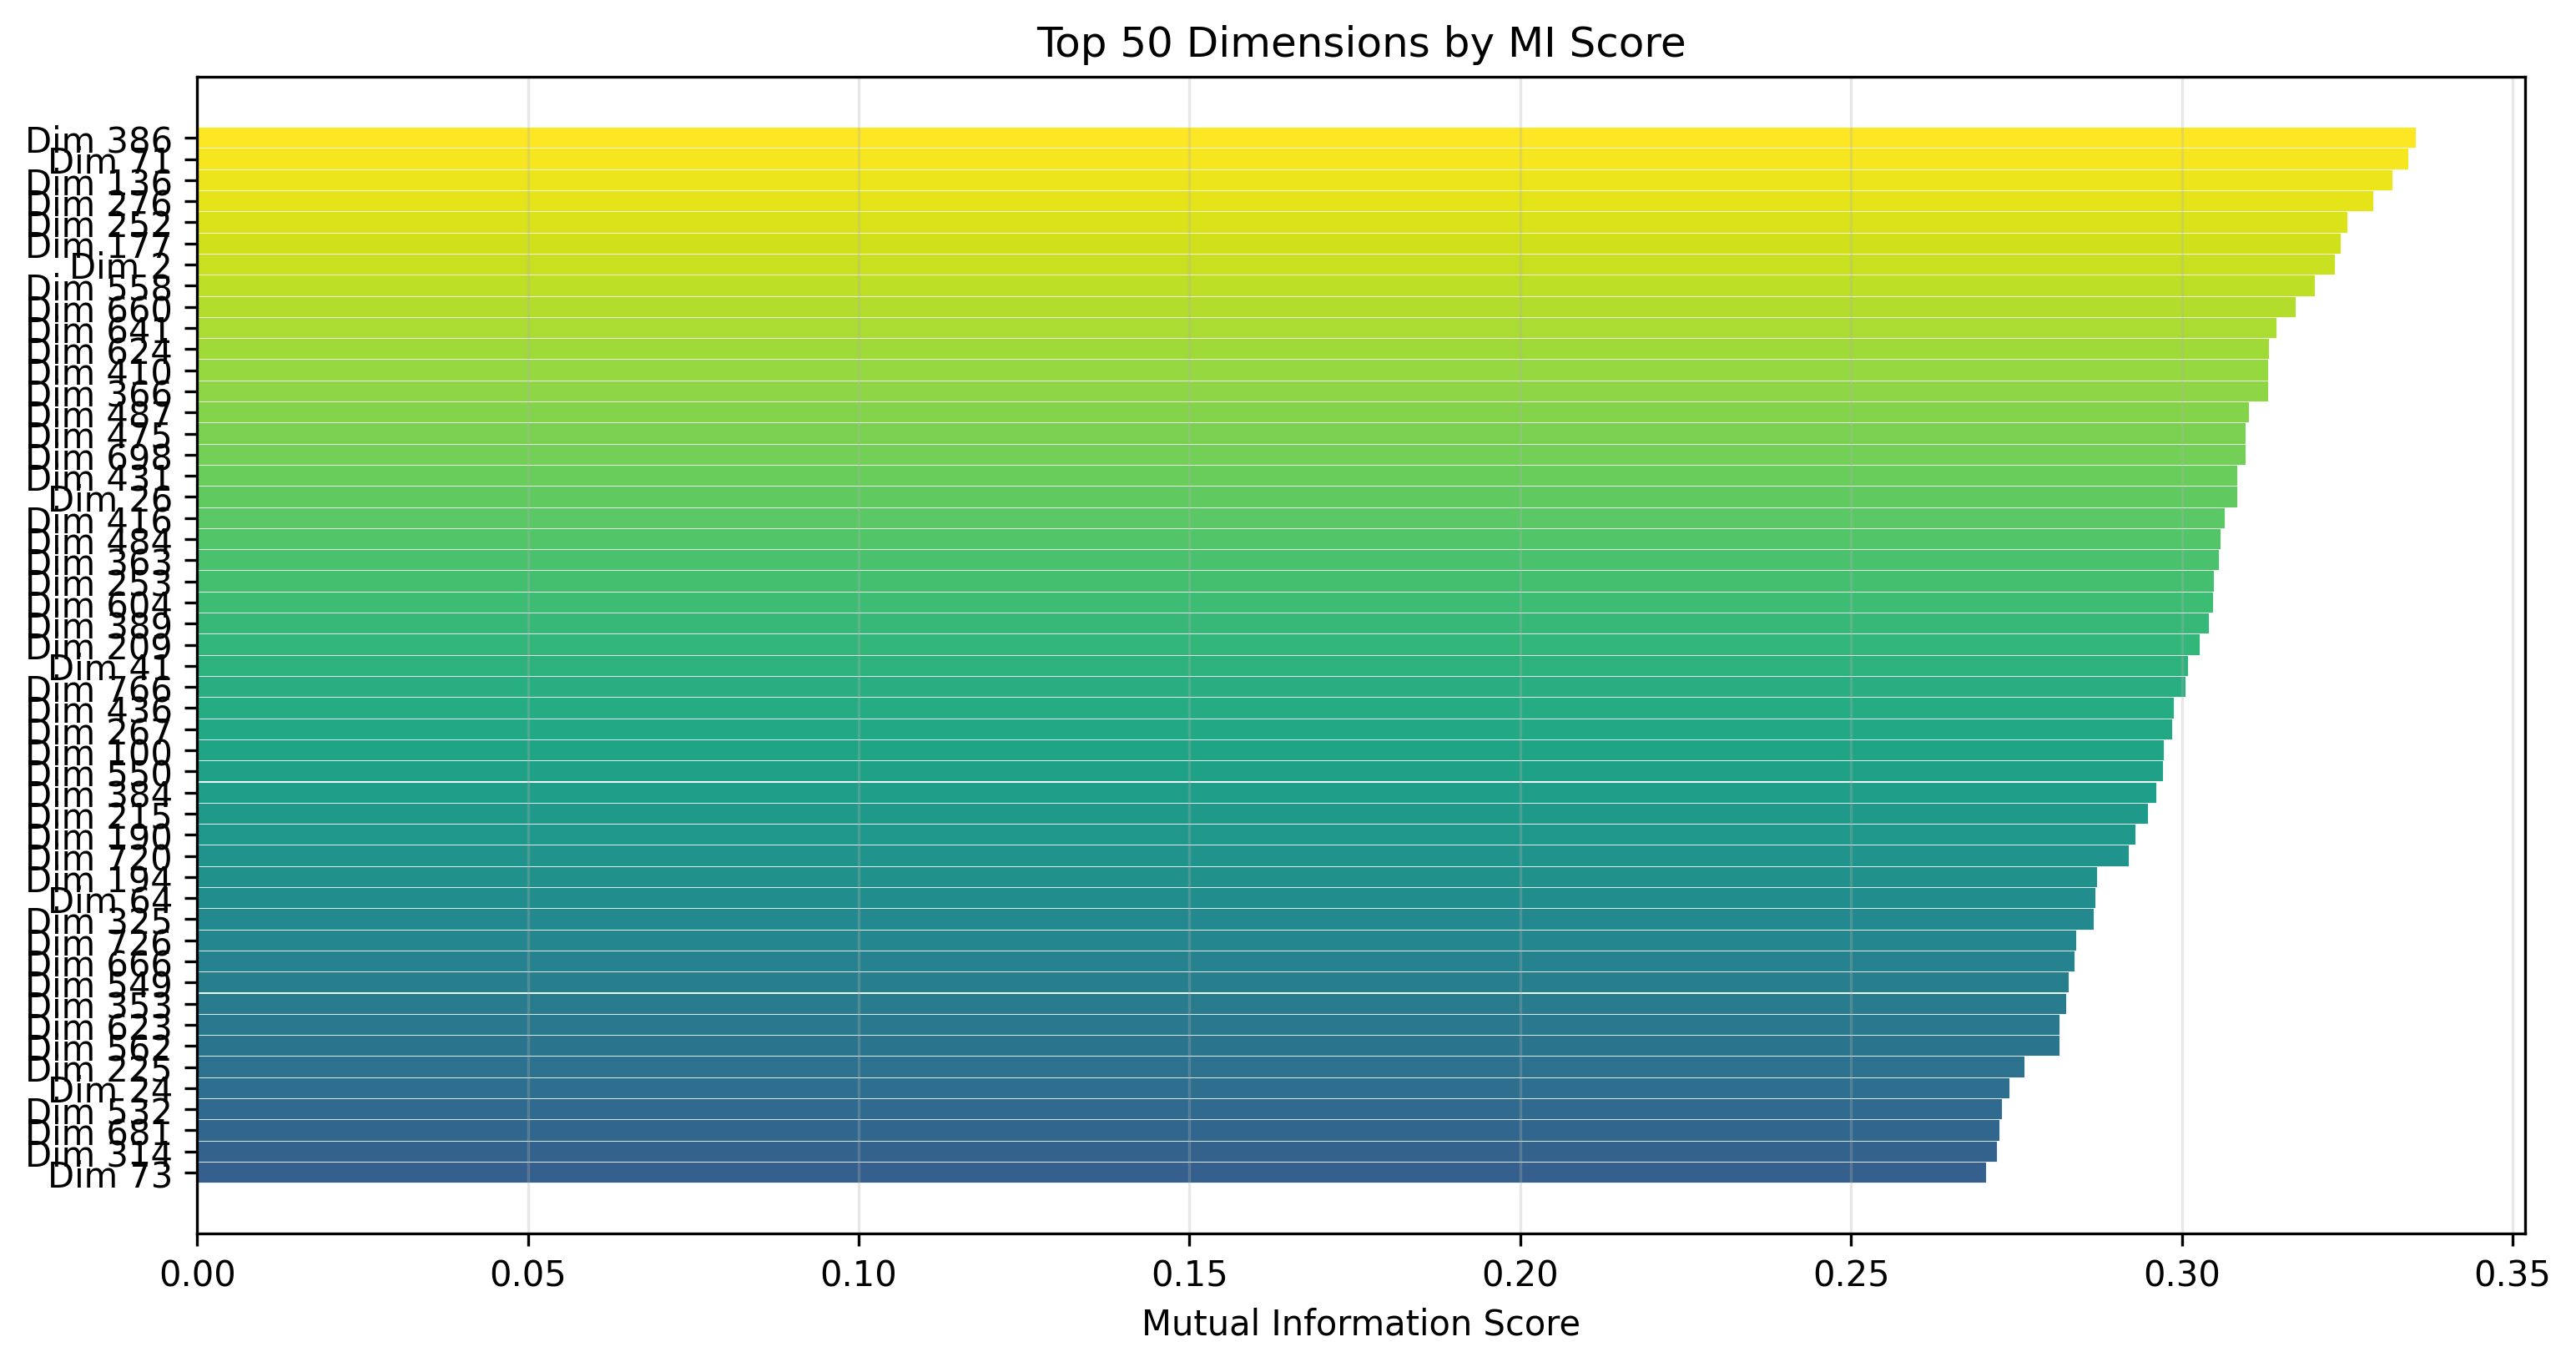 Top 50 Dimensions by MI Score
Dim 386
Dim 71
Dim 136
Dim 276
Dim 252
Dim 177
Dim 2
Dim 558
Dim 660
Dim 641
Dim 624
Dim 410
Dim 366
Dim 487
Dim 475
Dim 698
Dim 431
Dim 26
Dim 416
Dim 484
Dim 363
Dim 253
Dim 604
Dim 389
Dim 209
Dim 41
Dim 766
Dim 436
Dim 267
Dim 100
Dim 550
Dim 384
Dim 215
Dim 190
Dim 720
Dim 194
Dim 64
Dim 325
Dim 726
Dim 666
Dim 549
Dim 353
Dim 623
Dim 562
Dim 225
Dim 24
Dim 532
Dim 681
Dim 314
Dim 73
0.00 0.05 0.10 0.15 0.20 0.25 0.30 0.35
Mutual Information Score